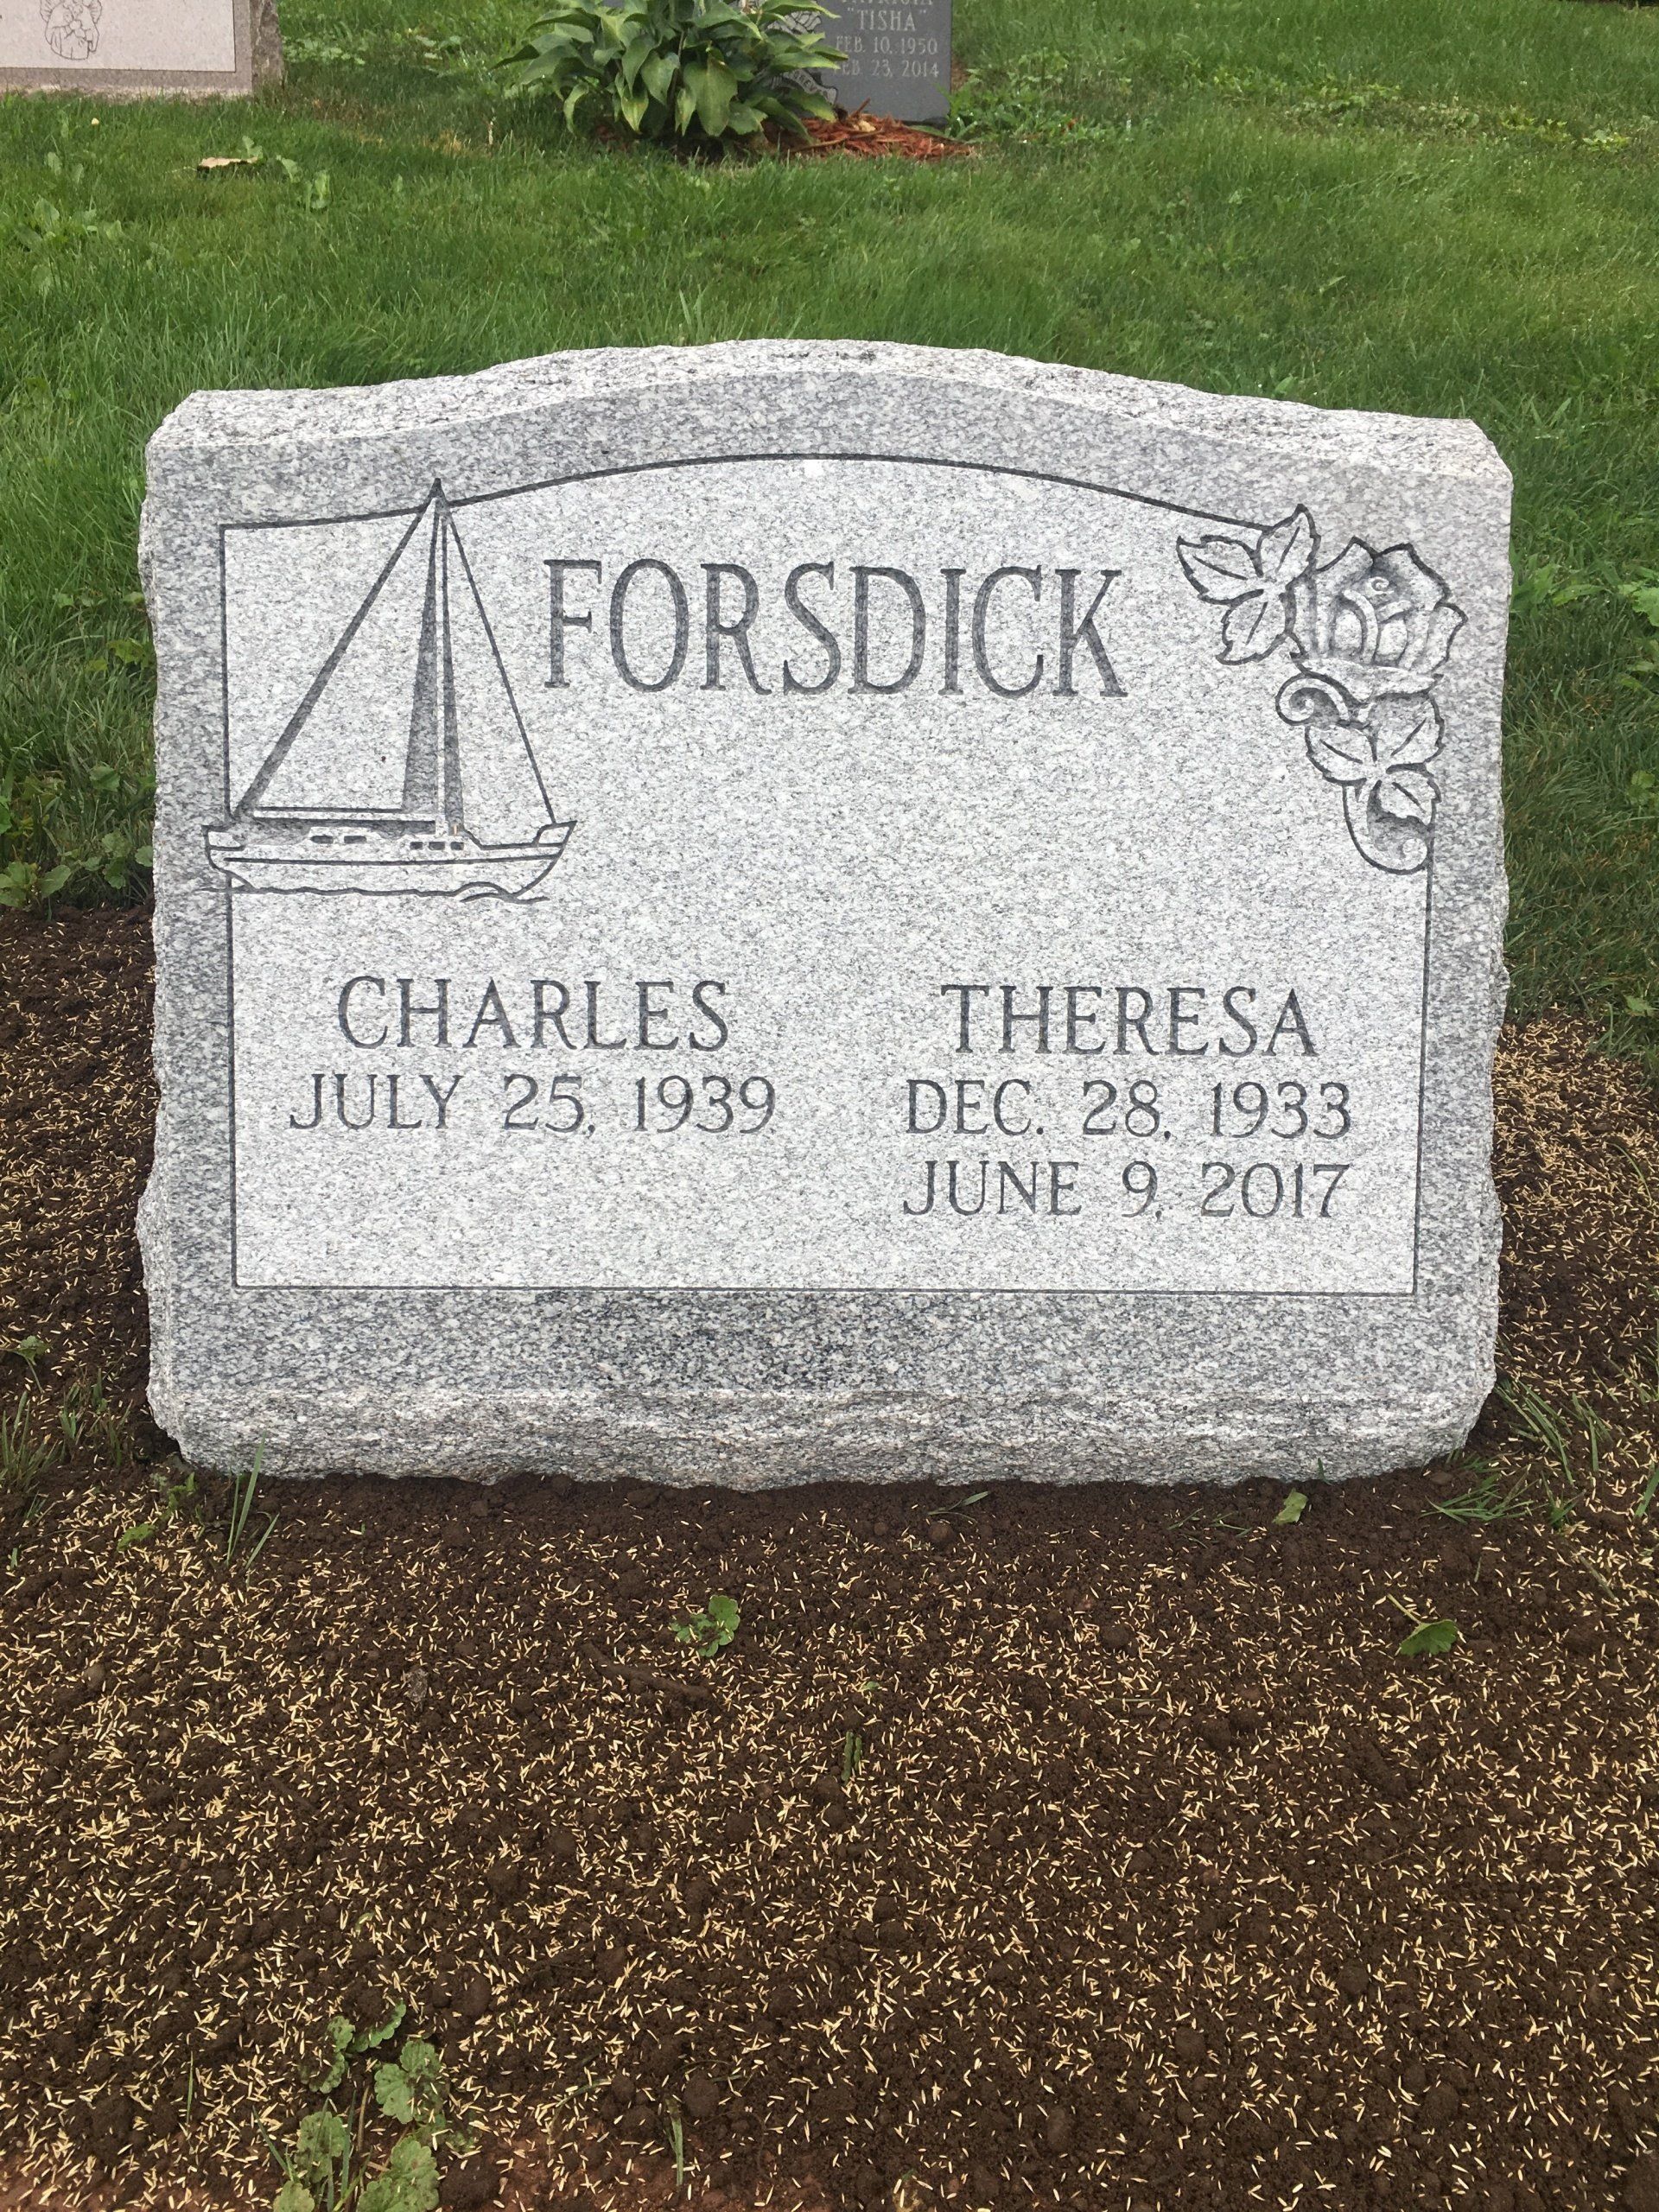 "TISHA"
FEB. 10, 1950
FEB. 23, 2014
FORSDICK
CHARLES
JULY 25, 1939
THERESA
DEC. 28, 1933
JUNE 9, 2017